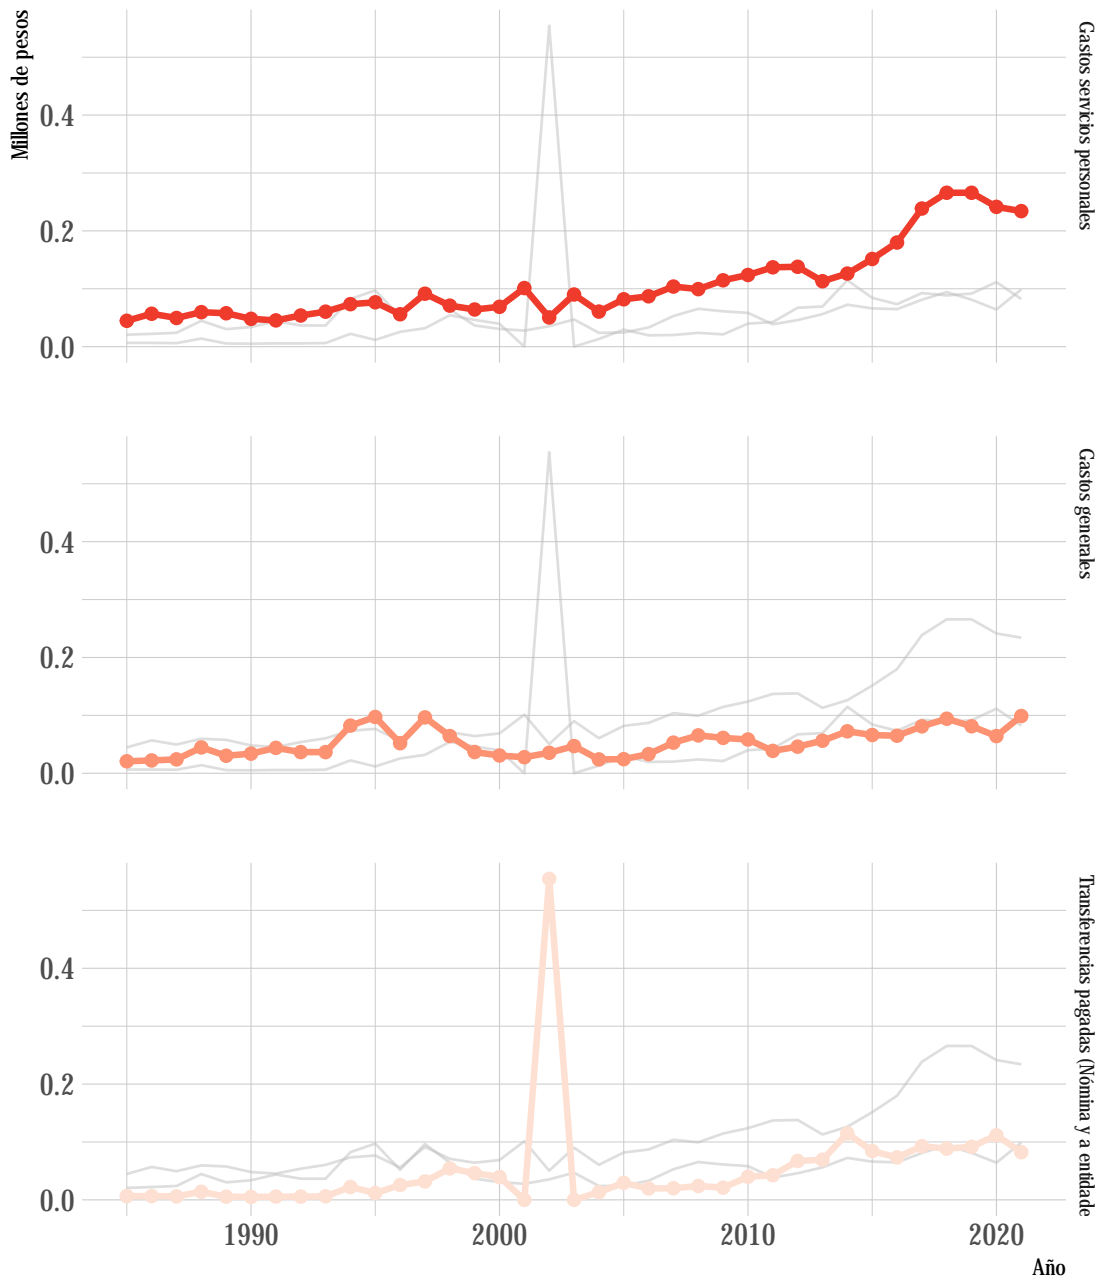 Millones de pesos
0.4
0.2
0.0
Gastos servicios personales
0.4
0.2
0.0
Gastos generales
0.4
0.2
0.0
Transferencias pagadas (Nómina y a entidade
1990
2000
2010
2020
Año